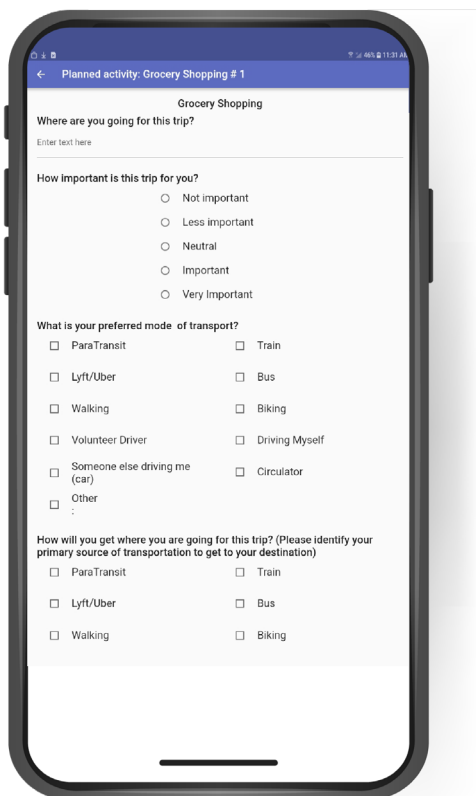 46% 11:31 AM
Planned activity: Grocery Shopping # 1
Grocery Shopping
Where are you going for this trip?
Enter text here
How important is this trip for you?
Not important
Less important
Neutral
Important
Very Important
What is your preferred mode  of transport?
ParaTransit
Train
Lyft/Uber
Bus
Walking
Biking
Volunteer Driver
Driving Myself
Someone else driving me
(car)
Circulator
Other
:
How will you get where you are going for this trip? (Please identify your
primary source of transportation to get to your destination)
ParaTransit
Train
Lyft/Uber
Bus
Walking
Biking